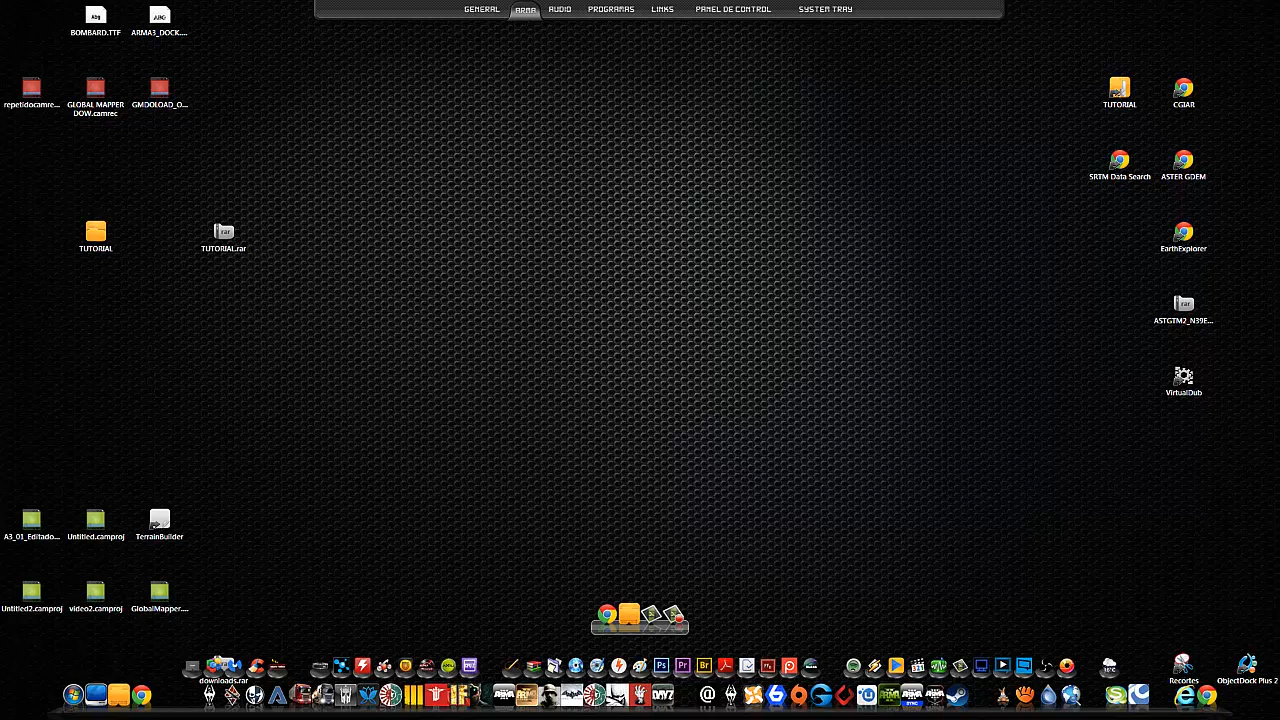 GENERAL ARMA AUDIO PROGRAMAS LINKS PANEL DE CONTROL SYSTEM TRAY
BOMBARD.TTF
ARMA3_DOCK....
repetidocamre...
GLOBAL MAPPER
DOW.camrec
GMDOLOAD_O...
TUTORIAL
CGIAR
SRTM Data Search
ASTER GDEM
TUTORIAL
TUTORIAL.rar
EarthExplorer
ASTGTM2_N39E...
VirtualDub
A3_01_Editado...
Untitled.camproj
TerrainBuilder
Untitled2.camproj
video2.camproj
GlobalMapper....
downloads.rar
16°C
Recortes
ObjectDock Plus 2